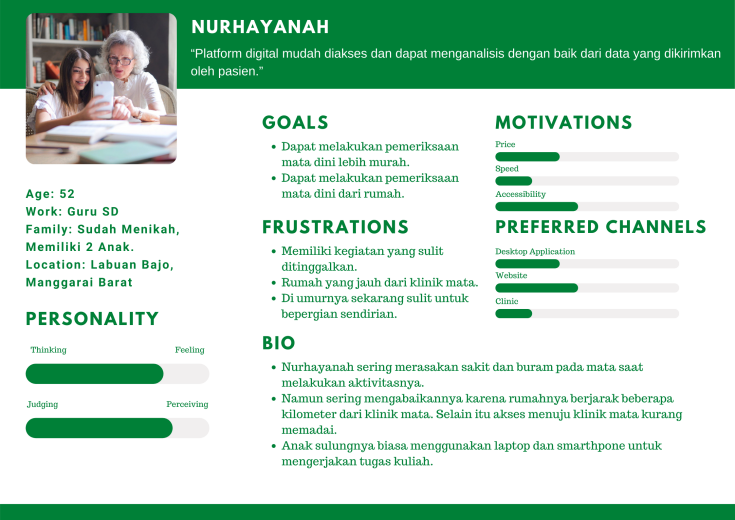 NURHAYANAH
“Platform digital mudah diakses dan dapat menganalisis dengan baik dari data yang dikirimkan
oleh pasien.”
Age: 52
Work: Guru SD
Family: Sudah Menikah,
Memiliki 2 Anak.
Location: Labuan Bajo,
Manggarai Barat
PERSONALITY
Thinking Feeling
Judging Perceiving
GOALS
• Dapat melakukan pemeriksaan
mata dini lebih murah.
• Dapat melakukan pemeriksaan
mata dini dari rumah.
FRUSTRATIONS
• Memiliki kegiatan yang sulit
ditinggalkan.
• Rumah yang jauh dari klinik mata.
• Di umurnya sekarang sulit untuk
bepergian sendirian.
MOTIVATIONS
Price
Speed
Accessibility
PREFERRED CHANNELS
Desktop Application
Website
Clinic
BIO
• Nurhayanah sering merasakan sakit dan buram pada mata saat
melakukan aktivitasnya.
• Namun sering mengabaikannya karena rumahnya berjarak beberapa
kilometer dari klinik mata. Selain itu akses menuju klinik mata kurang
memadai.
• Anak sulungnya biasa menggunakan laptop dan smarthpone untuk
mengerjakan tugas kuliah.